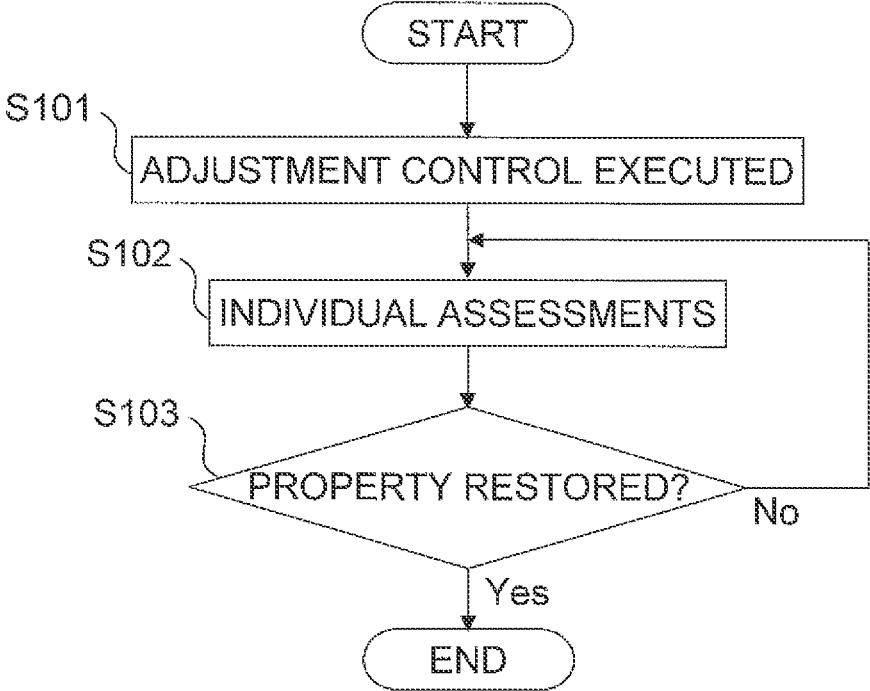 START
S101
ADJUSTMENT CONTROL EXECUTED
S102
INDIVIDUAL ASSESSMENTS
S103
PROPERTY RESTORED?
No
Yes
END